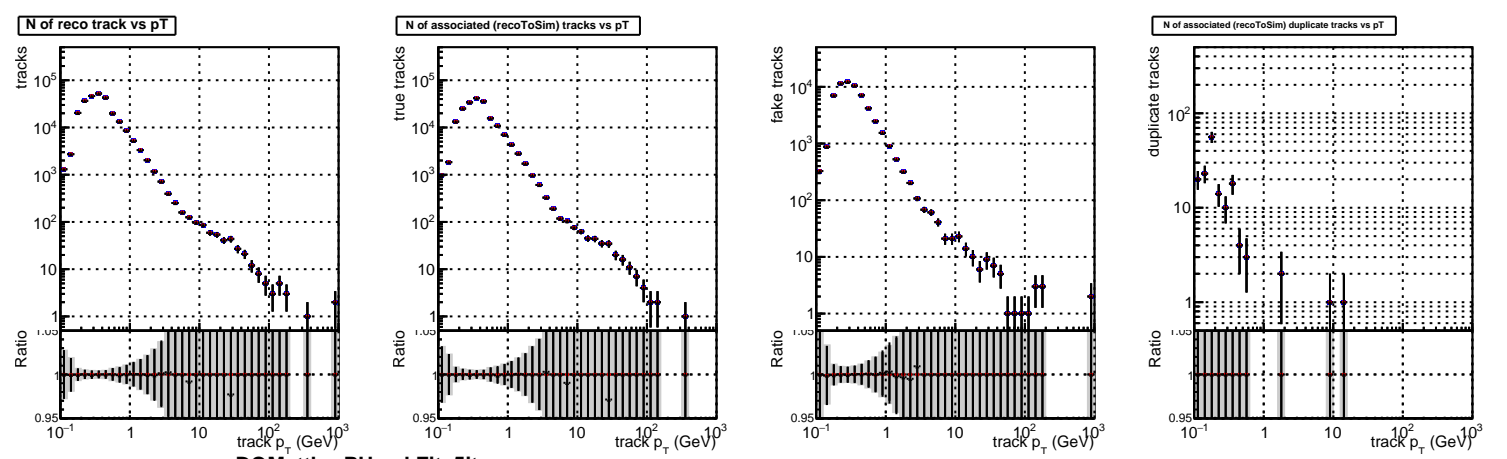 N of reco track vs pT
tracks
10^5
10^4
10^3
10^2
10
1
Ratio
1.05
1
0.95
10^-1 1 10 10^2 10^3
track p_T (GeV)
N of associated (recoToSim) tracks vs pT
true tracks
10^5
10^4
10^3
10^2
10
1
Ratio
1.05
1
0.95
10^-1 1 10 10^2 10^3
track p_T (GeV)
fake tracks
10^4
10^3
10^2
10
1
Ratio
1.05
1
0.95
10^-1 1 10 10^2 10^3
track p_T (GeV)
N of associated (recoToSim) duplicate tracks vs pT
duplicate tracks
10^2
10
1
Ratio
1.05
1
0.95
10^-1 1 10 10^2 10^3
track p_T (GeV)